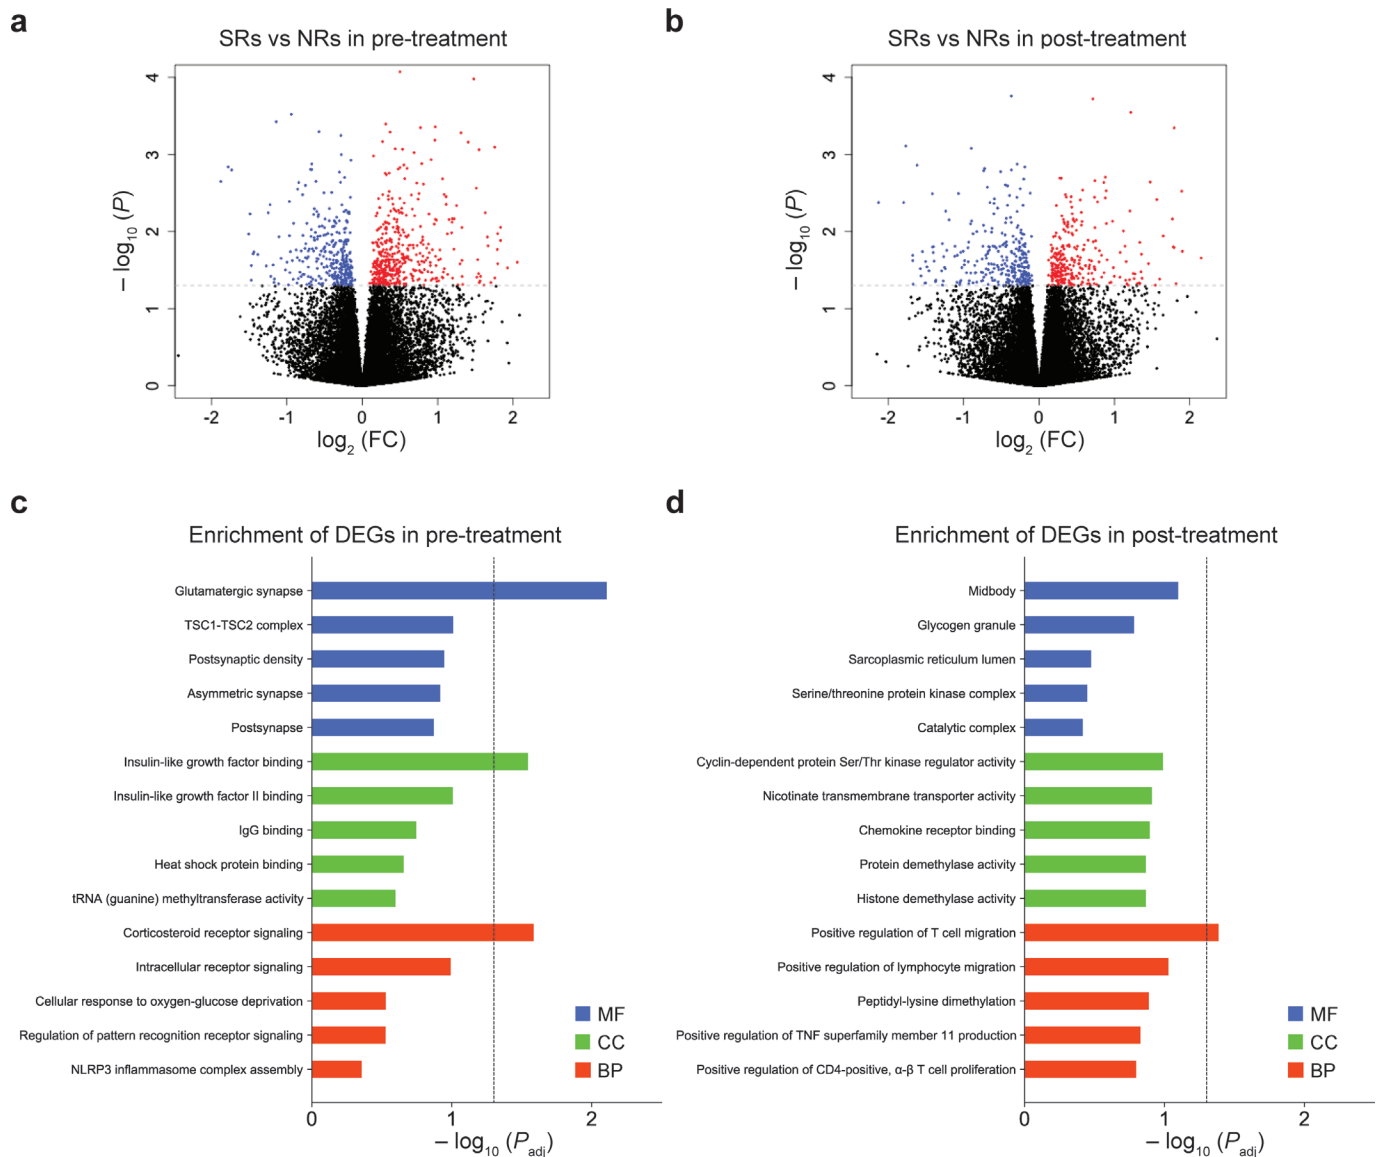 a
SRs vs NRs in pre-treatment
4
3
2
1
0
– log10 (P)
-2 -1 0 1 2
log2 (FC)
b
SRs vs NRs in post-treatment
4
3
2
1
0
– log10 (P)
-2 -1 0 1 2
log2 (FC)
c
Enrichment of DEGs in pre-treatment
Glutamatergic synapse
TSC1-TSC2 complex
Postsynaptic density
Asymmetric synapse
Postsynapse
Insulin-like growth factor binding
Insulin-like growth factor II binding
IgG binding
Heat shock protein binding
tRNA (guanine) methyltransferase activity
Corticosteroid receptor signaling
Intracellular receptor signaling
Cellular response to oxygen-glucose deprivation
Regulation of pattern recognition receptor signaling
NLRP3 inflammasome complex assembly
MF
CC
BP
0 1 2
– log10 (Padj)
d
Enrichment of DEGs in post-treatment
Midbody
Glycogen granule
Sarcoplasmic reticulum lumen
Serine/threonine protein kinase complex
Catalytic complex
Cyclin-dependent protein Ser/Thr kinase regulator activity
Nicotinate transmembrane transporter activity
Chemokine receptor binding
Protein demethylase activity
Histone demethylase activity
Positive regulation of T cell migration
Positive regulation of lymphocyte migration
Peptidyl-lysine dimethylation
Positive regulation of TNF superfamily member 11 production
Positive regulation of CD4-positive, α-β T cell proliferation
MF
CC
BP
0 1 2
– log10 (Padj)